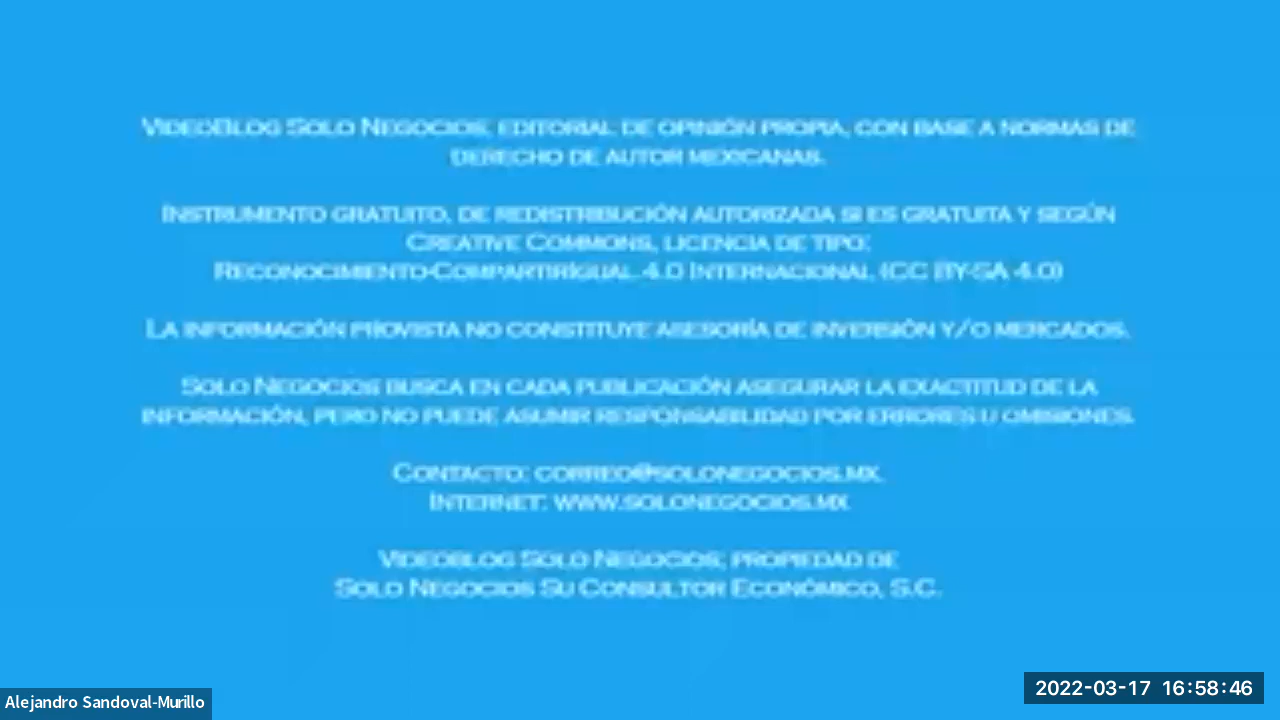 VideoBlog Solo Negocios, editorial de opinión propia, con base a normas de
derecho de autor mexicanas.
Instrumento gratuito, de redistribución autorizada si es gratuita y según
Creative Commons, licencia de tipo:
Reconocimiento-CompartirIgual 4.0 Internacional (CC BY-SA 4.0)
La información provista no constituye asesoría de inversión y/o mercados.
Solo Negocios busca en cada publicación asegurar la exactitud de la
información, pero no puede asumir responsabilidad por errores u omisiones.
Contacto: correo@solonegocios.mx.
Internet: www.solonegocios.mx
Videoblog Solo Negocios; propiedad de
Solo Negocios Su Consultor Económico, S.C.
Alejandro Sandoval-Murillo
2022-03-17 16:58:46